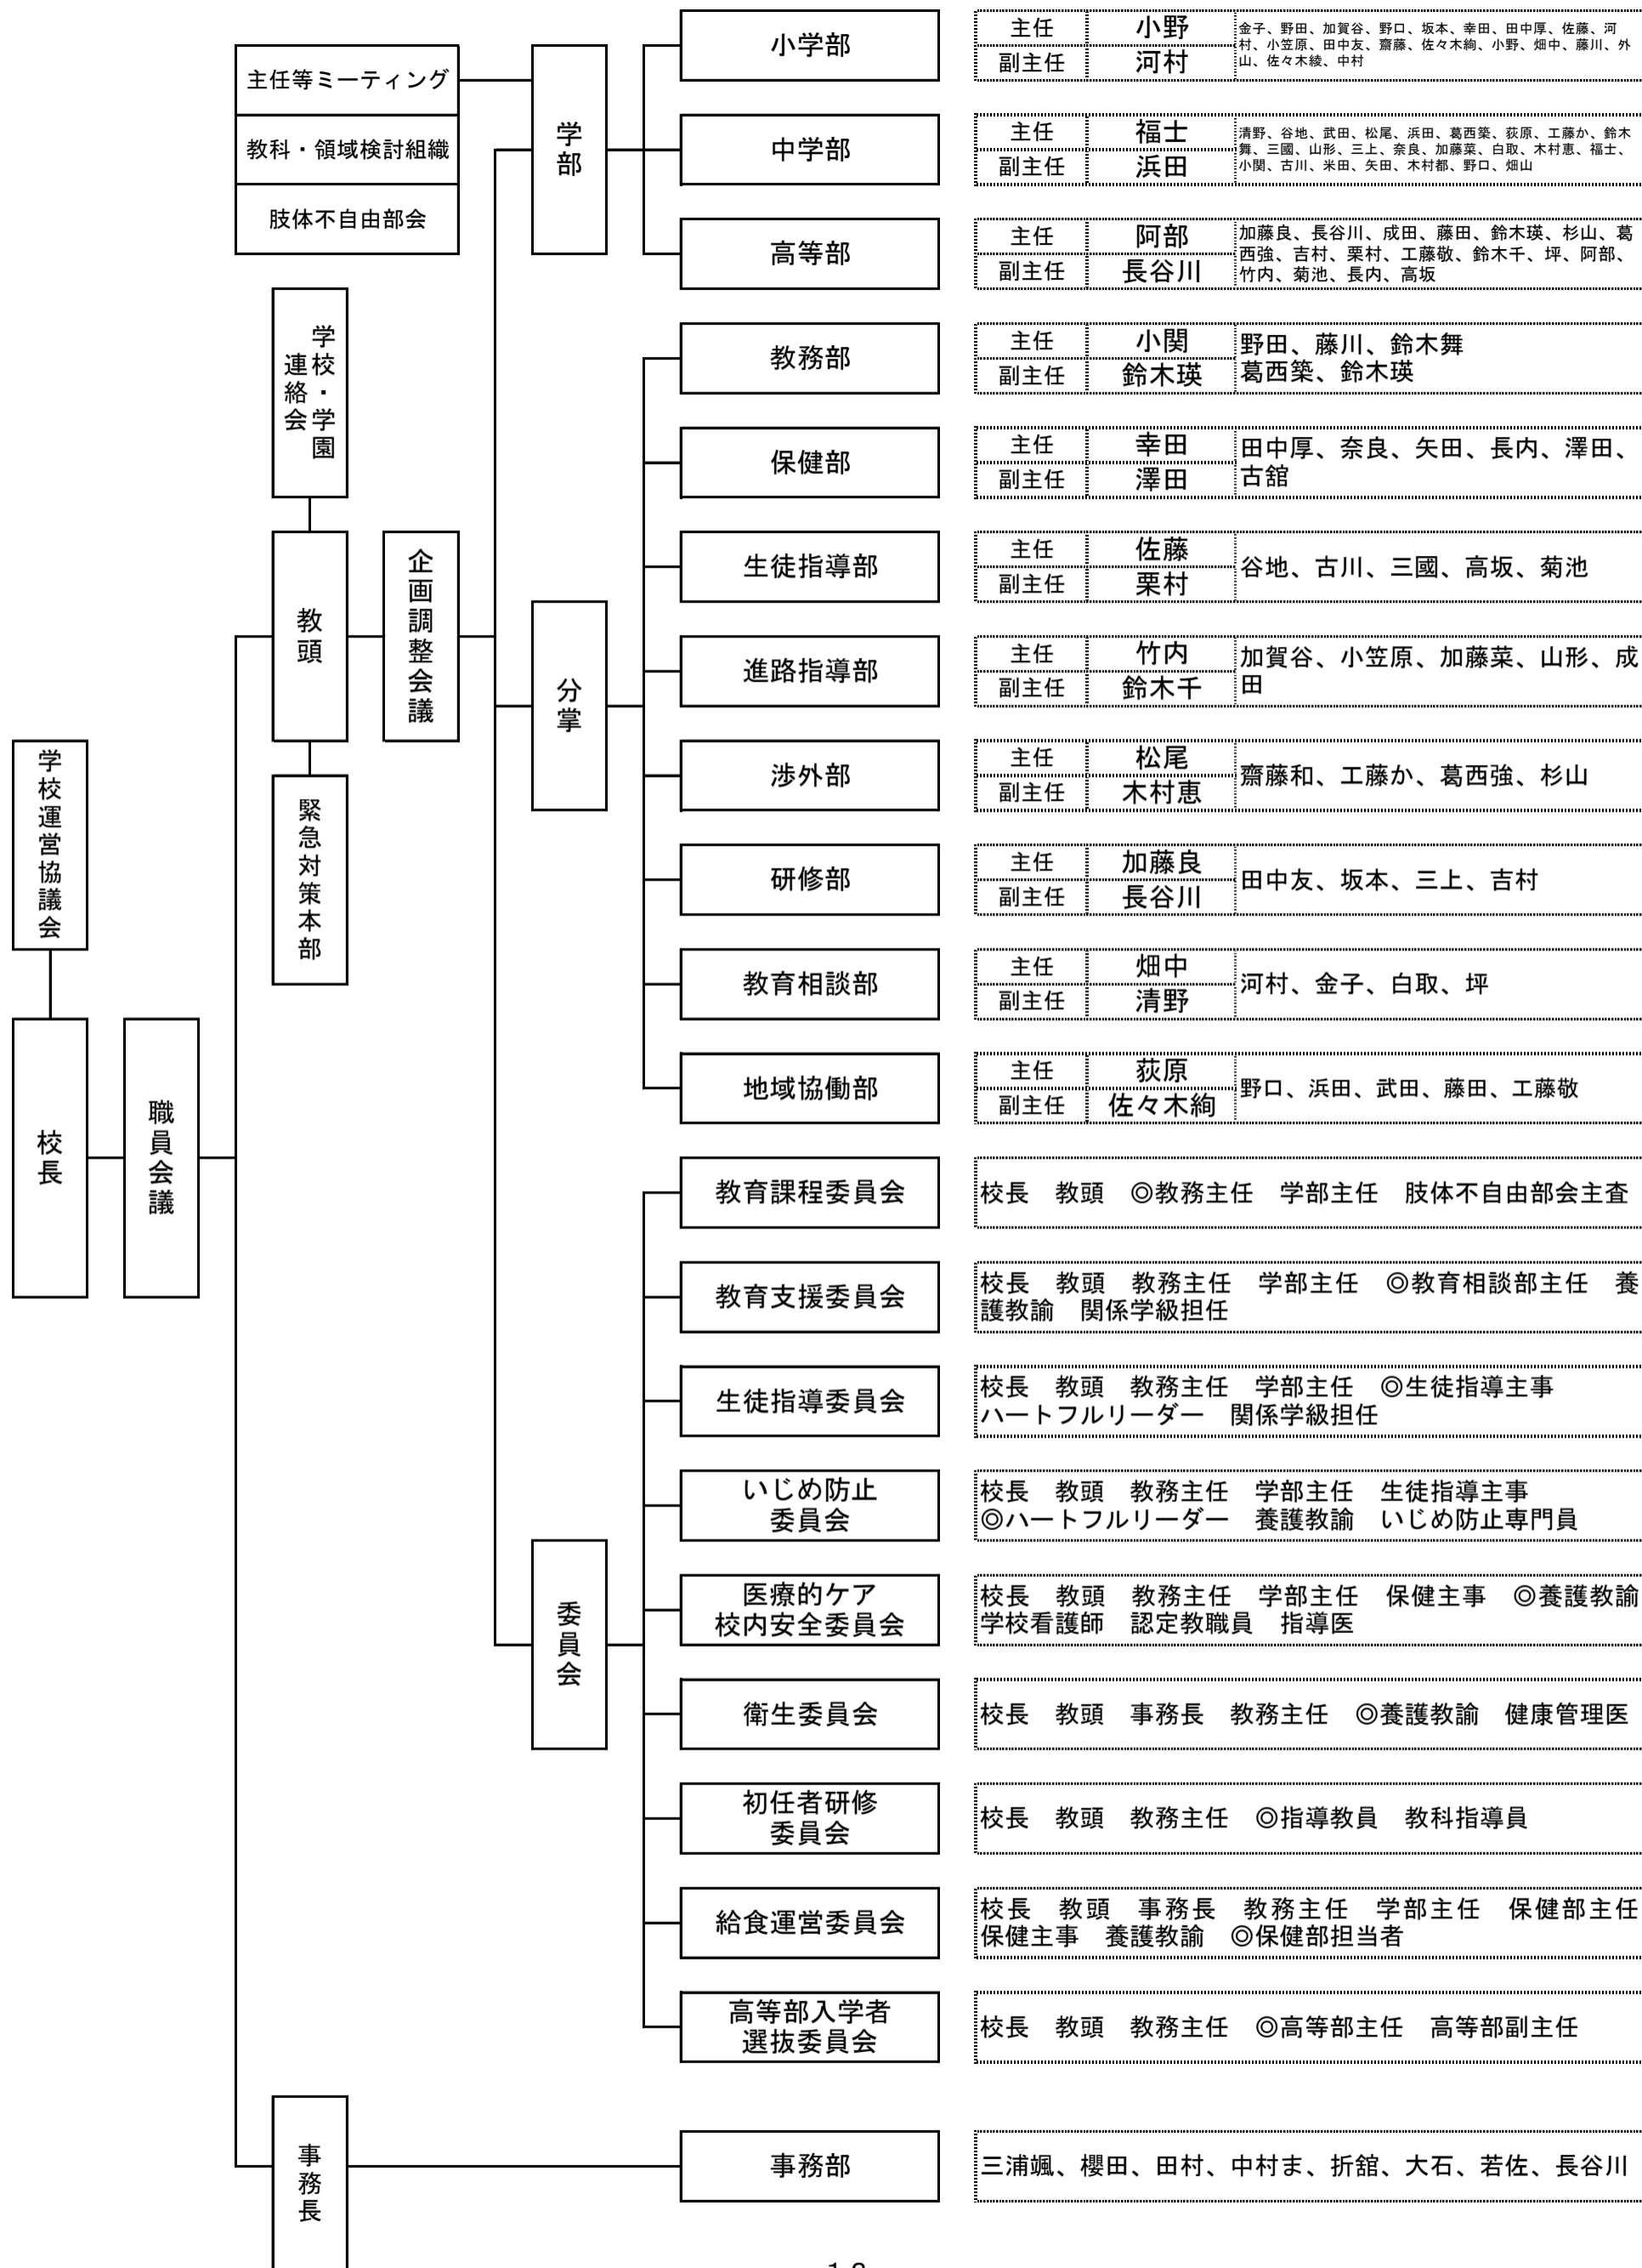 主任等ミーティング
教科・領域検討組織
肢体不自由部会
学校・学園
連絡会
教頭
企画調整会議
緊急対策本部
学校運営協議会
校長
職員会議
事務長
学部
分掌
委員会
小学部
主任 小野
副主任 河村
金子、野田、加賀谷、野口、坂本、幸田、田中厚、佐藤、河
村、小笠原、田中友、齋藤、佐々木絢、小野、畑中、藤川、外
山、佐々木綾、中村
中学部
主任 福士
副主任 浜田
清野、谷地、武田、松尾、浜田、葛西築、荻原、工藤か、鈴木
舞、三國、山形、三上、奈良、加藤菜、白取、木村恵、福士、
小関、古川、米田、矢田、木村都、野口、畑山
高等部
主任 阿部
副主任 長谷川
加藤良、長谷川、成田、藤田、鈴木瑛、杉山、葛
西強、吉村、栗村、工藤敬、鈴木千、坪、阿部、
竹内、菊池、長内、高坂
教務部
主任 小関
副主任 鈴木瑛
野田、藤川、鈴木舞
葛西築、鈴木瑛
保健部
主任 幸田
副主任 澤田
田中厚、奈良、矢田、長内、澤田、
古舘
生徒指導部
主任 佐藤
副主任 栗村
谷地、古川、三國、高坂、菊池
進路指導部
主任 竹内
副主任 鈴木千
加賀谷、小笠原、加藤菜、山形、成
田
渉外部
主任 松尾
副主任 木村恵
齋藤和、工藤か、葛西強、杉山
研修部
主任 加藤良
副主任 長谷川
田中友、坂本、三上、吉村
教育相談部
主任 畑中
副主任 清野
河村、金子、白取、坪
地域協働部
主任 荻原
副主任 佐々木絢
野口、浜田、武田、藤田、工藤敬
教育課程委員会
校長　教頭　◎教務主任　学部主任　肢体不自由部会主査
教育支援委員会
校長　教頭　教務主任　学部主任　◎教育相談部主任　養
護教諭　関係学級担任
生徒指導委員会
校長　教頭　教務主任　学部主任　◎生徒指導主事
ハートフルリーダー　関係学級担任
いじめ防止
委員会
校長　教頭　教務主任　学部主任　生徒指導主事
◎ハートフルリーダー　養護教諭　いじめ防止専門員
医療的ケア
校内安全委員会
校長　教頭　教務主任　学部主任　保健主事　◎養護教諭
学校看護師　認定教職員　指導医
衛生委員会
校長　教頭　事務長　教務主任　◎養護教諭　健康管理医
初任者研修
委員会
校長　教頭　教務主任　◎指導教員　教科指導員
給食運営委員会
校長　教頭　事務長　教務主任　学部主任　保健部主任
保健主事　養護教諭　◎保健部担当者
高等部入学者
選抜委員会
校長　教頭　教務主任　◎高等部主任　高等部副主任
事務部
三浦颯、櫻田、田村、中村ま、折舘、大石、若佐、長谷川